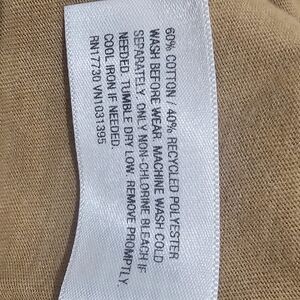 60% COTTON / 40% RECYCLED POLYESTER
WASH BEFORE WEAR. MACHINE WASH COLD
SEPARATELY. ONLY NON-CHLORINE BLEACH IF
NEEDED. TUMBLE DRY LOW. REMOVE PROMPTLY.
COOL IRON IF NEEDED.
RN17730 VN1031395